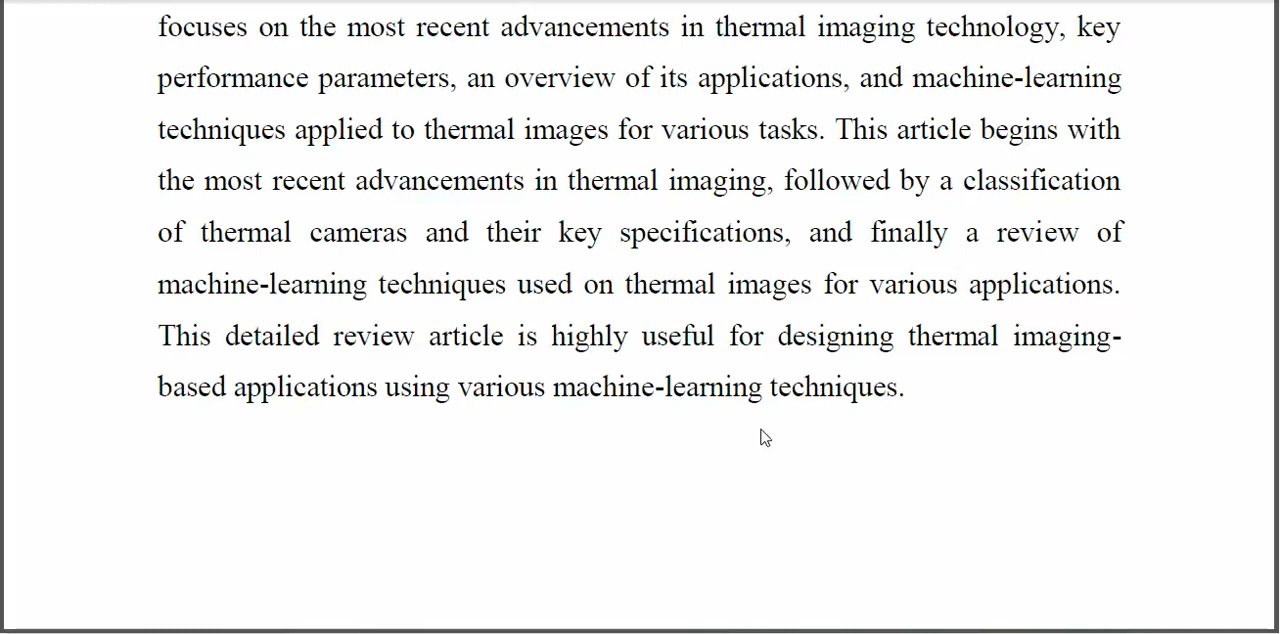 focuses on the most recent advancements in thermal imaging technology, key
performance parameters, an overview of its applications, and machine-learning
techniques applied to thermal images for various tasks. This article begins with
the most recent advancements in thermal imaging, followed by a classification
of thermal cameras and their key specifications, and finally a review of
machine-learning techniques used on thermal images for various applications.
This detailed review article is highly useful for designing thermal imaging-
based applications using various machine-learning techniques.